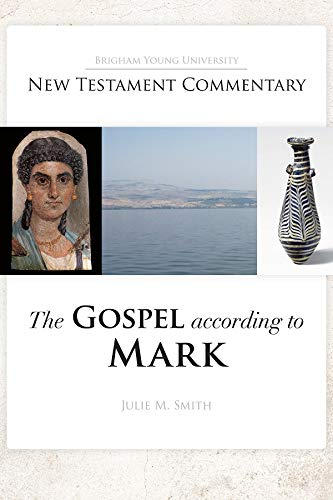 Brigham Young University
New Testament Commentary
The Gospel according to
Mark
Julie M. Smith